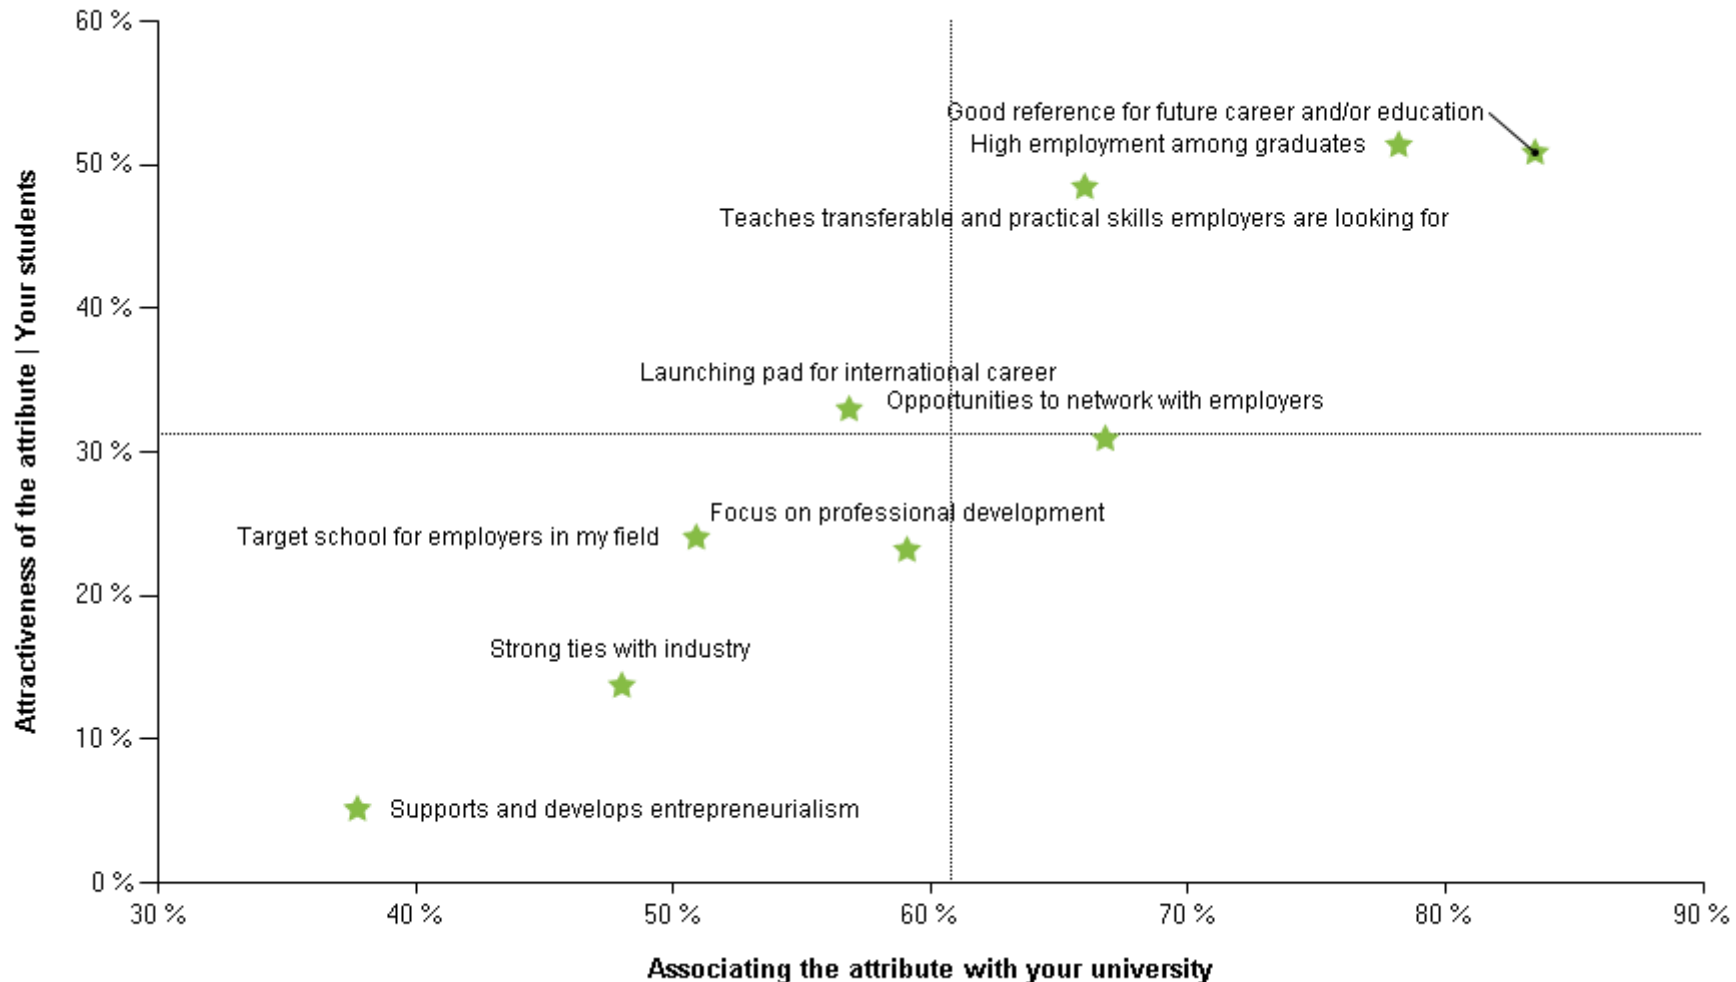 60 %
Good reference for future career and/or education
High employment among graduates
50 %
Teaches transferable and practical skills employers are looking for
40 %
Launching pad for international career
Opportunities to network with employers
30 %
Focus on professional development
Target school for employers in my field
20 %
Strong ties with industry
10 %
Supports and develops entrepreneurialism
0 %
Attractiveness of the attribute | Your students
30 %
40 %
50 %
60 %
70 %
80 %
90 %
Associating the attribute with your university